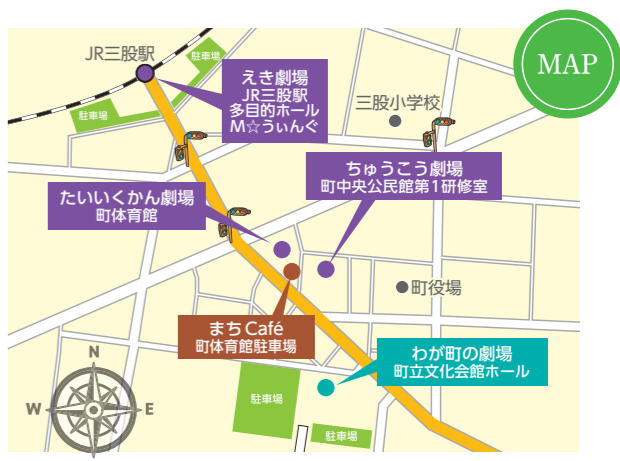 MAP
JR三股駅
駐車場
駐車場
えき劇場
JR三股駅
多目的ホール
M☆うぃんぐ
三股小学校
ちゅうこう劇場
町中央公民館第1研修室
たいいくかん劇場
町体育館
町役場
まちCafé
町体育館駐車場
わが町の劇場
町立文化会館ホール
駐車場
駐車場
N
W
E
S